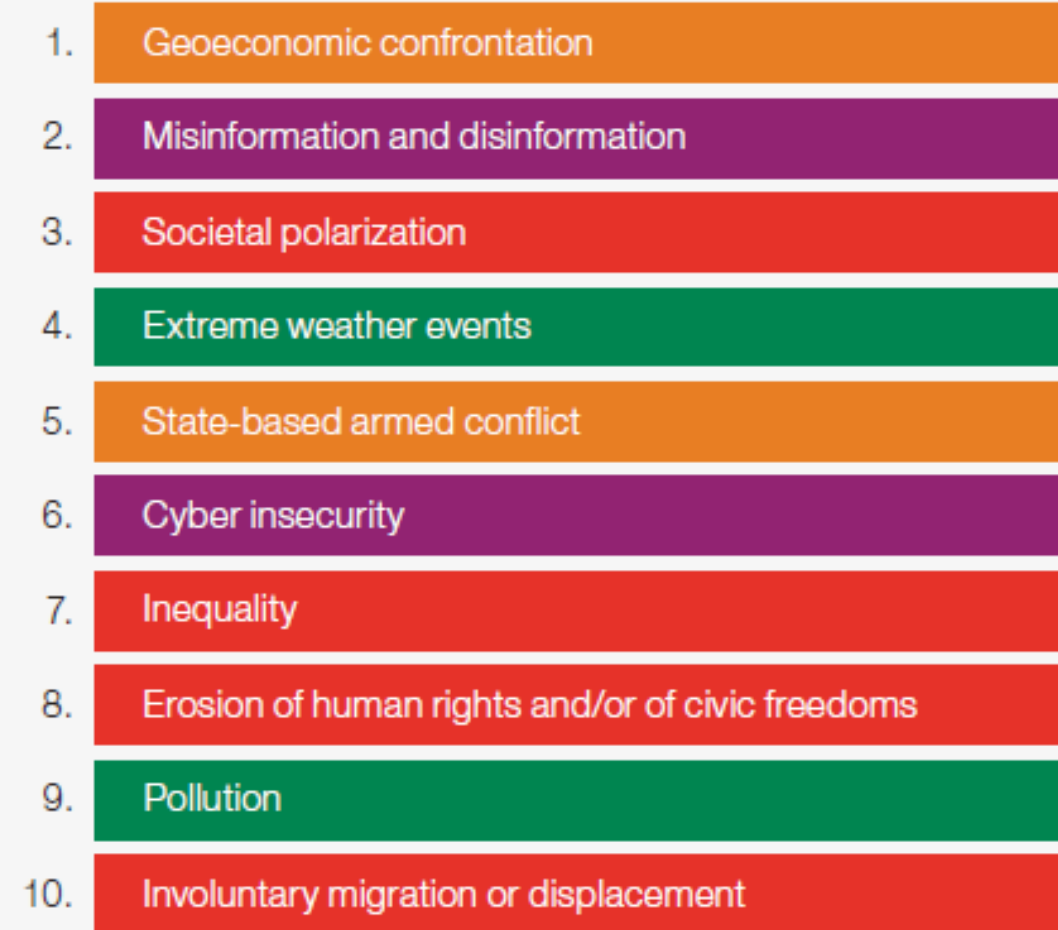 1. Geoeconomic confrontation
2. Misinformation and disinformation
3. Societal polarization
4. Extreme weather events
5. State-based armed conflict
6. Cyber insecurity
7. Inequality
8. Erosion of human rights and/or of civic freedoms
9. Pollution
10. Involuntary migration or displacement